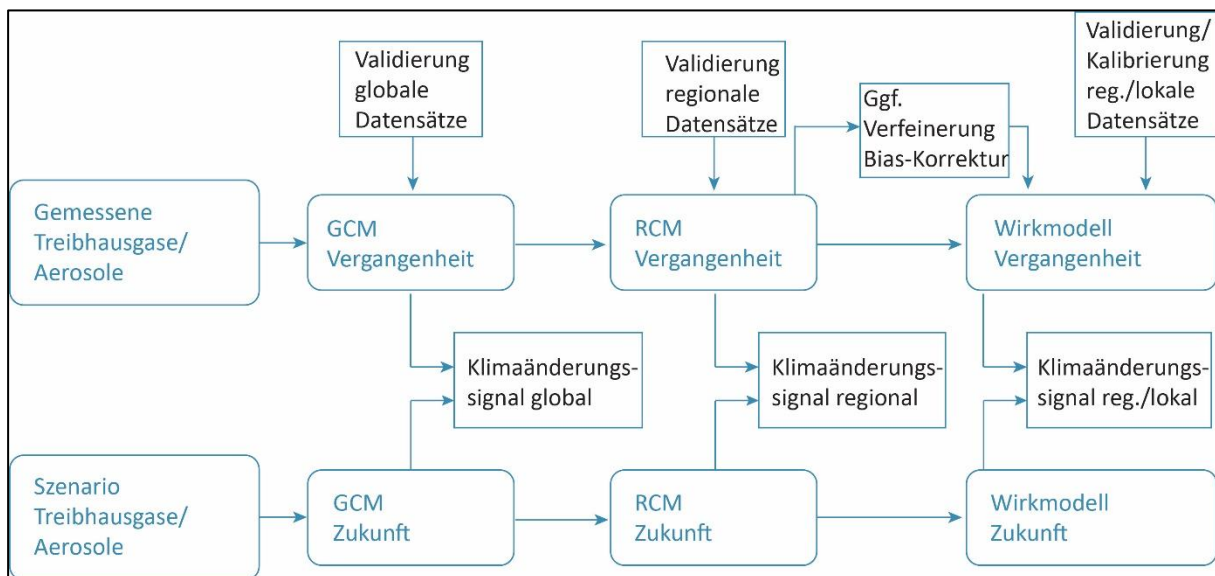 Validierung
globale
Datensätze
Validierung
regionale
Datensätze
Ggf.
Verfeinerung
Bias-Korrektur
Validierung/
Kalibrierung
reg./lokale
Datensätze
Gemessene
Treibhausgase/
Aerosole
GCM
Vergangenheit
RCM
Vergangenheit
Wirkmodell
Vergangenheit
Klimaänderungs-
signal global
Klimaänderungs-
signal regional
Klimaänderungs-
signal reg./lokal
Szenario
Treibhausgase/
Aerosole
GCM
Zukunft
RCM
Zukunft
Wirkmodell
Zukunft